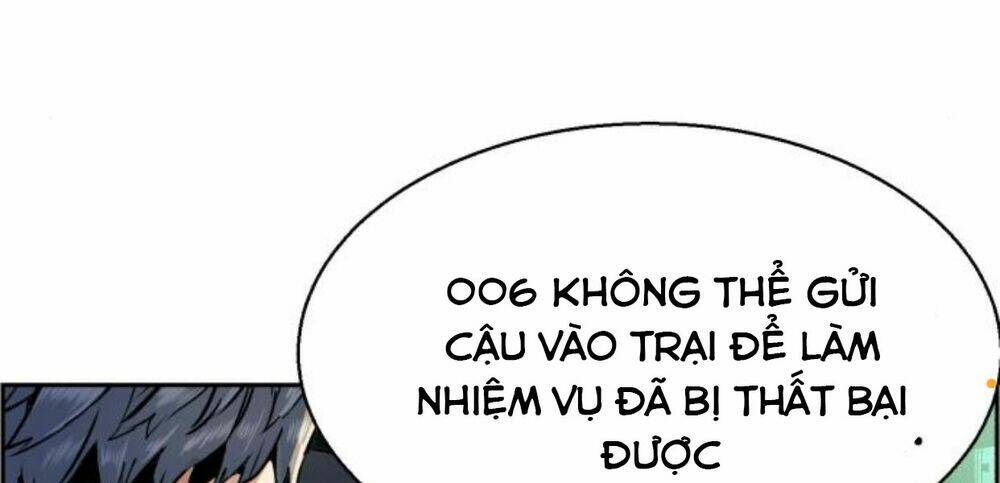 006 KHÔNG THỂ GỬI
CẬU VÀO TRẠI ĐỂ LÀM
NHIỆM VỤ ĐÃ BỊ THẤT BẠI
ĐƯỢC